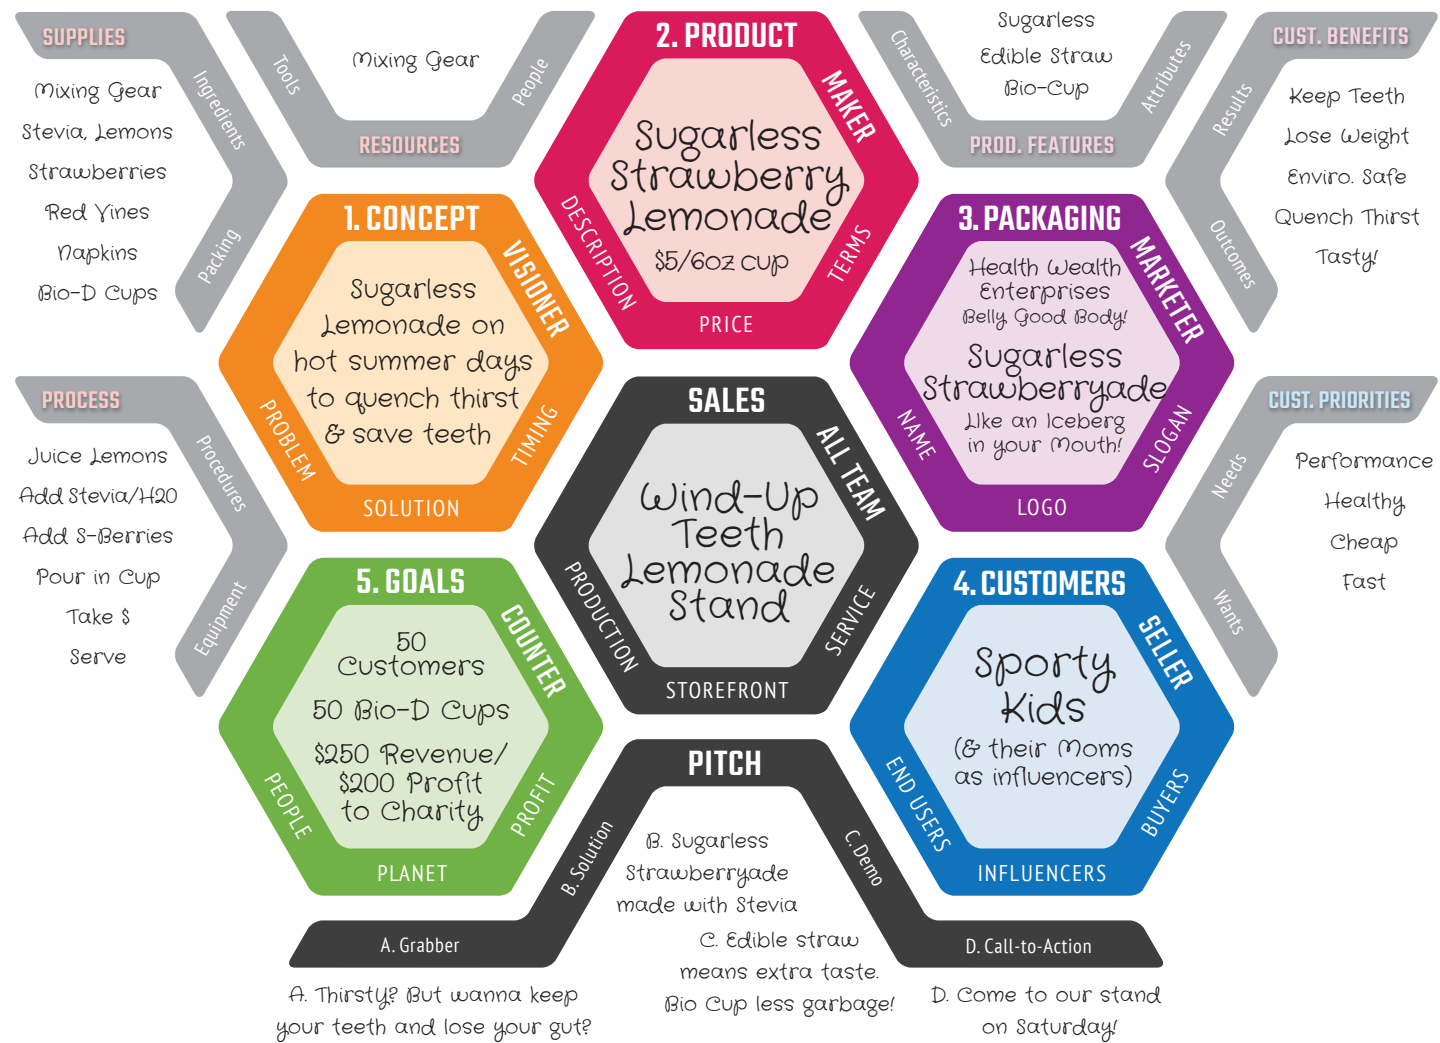 SUPPLIES
Ingredients
Packing
Mixing Gear
Stevia, Lemons
Strawberries
Red Vines
Napkins
Bio-D Cups
Tools
People
Mixing Gear
RESOURCES
2. PRODUCT
MAKER
Sugarless
Strawberry
Lemonade
$5/6oz cup
DESCRIPTION
PRICE
TERMS
Characteristics
Attributes
Sugarless
Edible Straw
Bio-Cup
PROD. FEATURES
CUST. BENEFITS
Results
Outcomes
Keep Teeth
Lose Weight
Enviro. Safe
Quench Thirst
Tasty!
1. CONCEPT
VISIONER
Sugarless
Lemonade on
hot summer days
to quench thirst
& save teeth
PROBLEM
SOLUTION
TIMING
3. PACKAGING
MARKETER
Health Wealth
Enterprises
Belly Good Body!
Sugarless
Strawberryade
LIke an Iceberg
in your Mouth!
NAME
LOGO
SLOGAN
PROCESS
Procedures
Equipment
Juice Lemons
Add Stevia/H20
Add S-Berries
Pour in Cup
Take $
Serve
SALES
ALL TEAM
Wind-Up
Teeth
Lemonade
Stand
PRODUCTION
STOREFRONT
SERVICE
CUST. PRIORITIES
Needs
Wants
Performance
Healthy
Cheap
Fast
5. GOALS
COUNTER
50
Customers
50 Bio-D Cups
$250 Revenue/
$200 Profit
to Charity
PEOPLE
PLANET
PROFIT
4. CUSTOMERS
SELLER
Sporty
Kids
(& their Moms
as influencers)
END USERS
INFLUENCERS
BUYERS
PITCH
A. Grabber
B. Solution
C. Demo
D. Call-to-Action
B. Sugarless
Strawberryade
made with Stevia
C. Edible straw
means extra taste.
Bio Cup less garbage!
A. Thirsty? But wanna keep
your teeth and lose your gut?
D. Come to our stand
on Saturday!